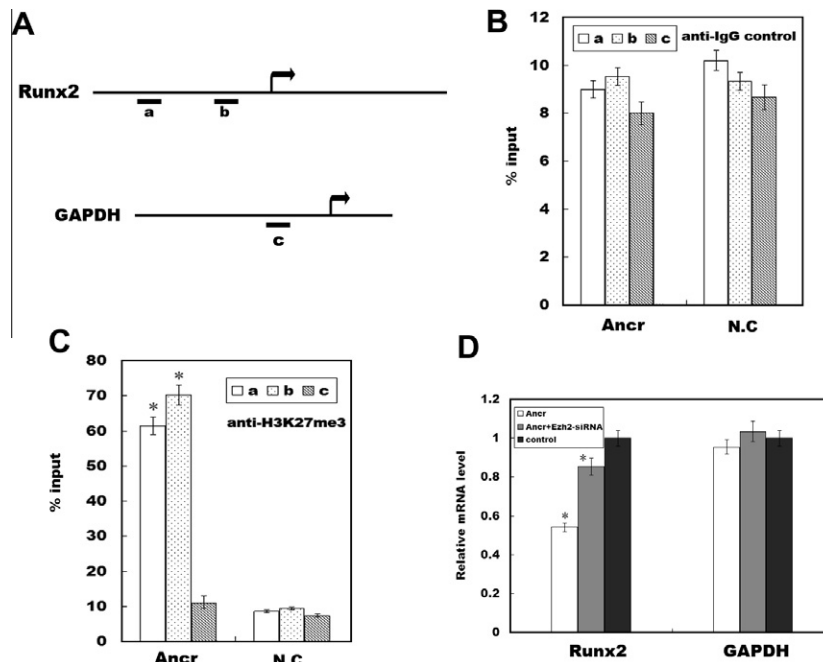 A
Runx2
a
b
GAPDH
c
B
12
10
8
6
4
2
0
% input
a b c anti-IgG control
Ancr
N.C
C
80
70
60
50
40
30
20
10
0
% input
* *
a b c
anti-H3K27me3
Ancr
N.C
D
1.2
1
0.8
0.6
0.4
0.2
0
Relative mRNA level
Ancr
Ancr+Ezh2-siRNA
control
*
*
Runx2
GAPDH